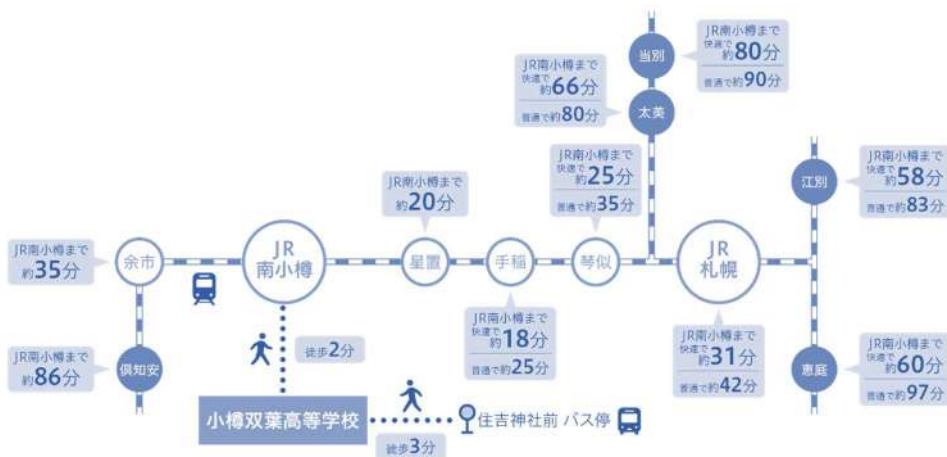 JR南小樽まで
快速で約80分
普通で約90分
当別
JR南小樽まで
快速で約66分
普通で約80分
太美
JR南小樽まで
快速で約25分
普通で約35分
江別
JR南小樽まで
快速で約58分
普通で約83分
JR南小樽まで
約20分
JR南小樽まで
約35分
余市
JR
南小樽
星置
手稲
琴似
JR
札幌
JR南小樽まで
快速で約18分
普通で約25分
JR南小樽まで
快速で約31分
普通で約42分
JR南小樽まで
約86分
倶知安
徒歩2分
恵庭
JR南小樽まで
快速で約60分
普通で約97分
小樽双葉高等学校
住吉神社前 バス停
徒歩3分